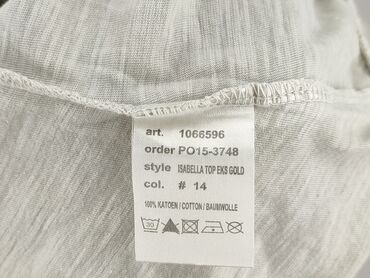 art. 1066596
order PO15-3748
style ISABELLA TOP EKS GOLD
col. # 14
100% KATOEN / COTTON / BAUMWOLLE
30